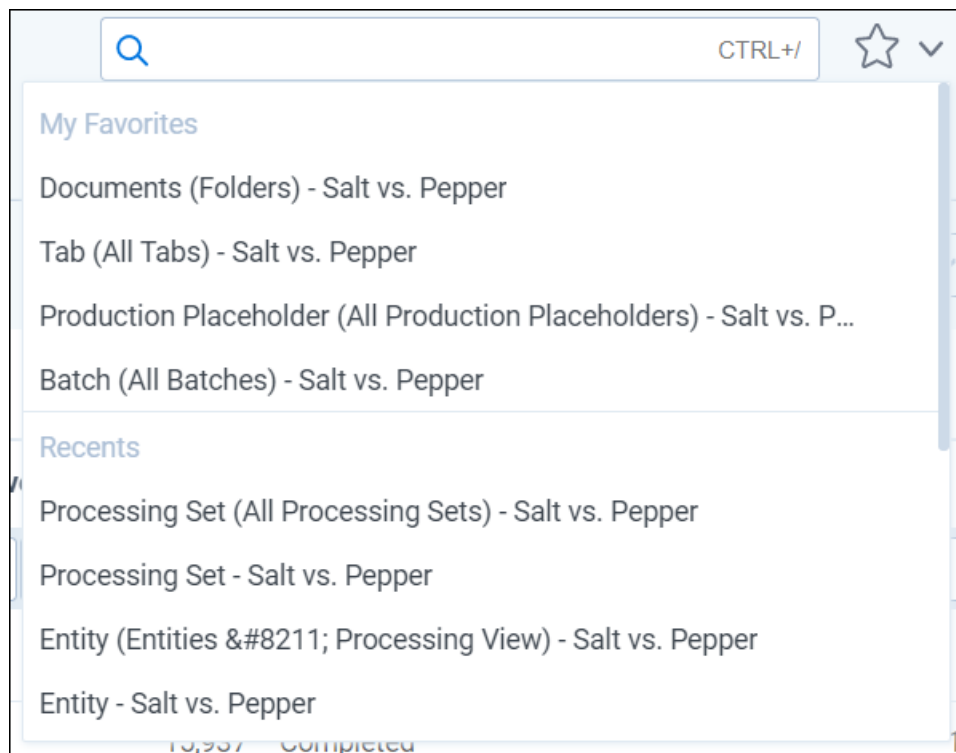 CTRL+/
My Favorites
Documents (Folders) - Salt vs. Pepper
Tab (All Tabs) - Salt vs. Pepper
Production Placeholder (All Production Placeholders) - Salt vs. P...
Batch (All Batches) - Salt vs. Pepper
Recents
Processing Set (All Processing Sets) - Salt vs. Pepper
Processing Set - Salt vs. Pepper
Entity (Entities &#8211; Processing View) - Salt vs. Pepper
Entity - Salt vs. Pepper
15,937 Completed